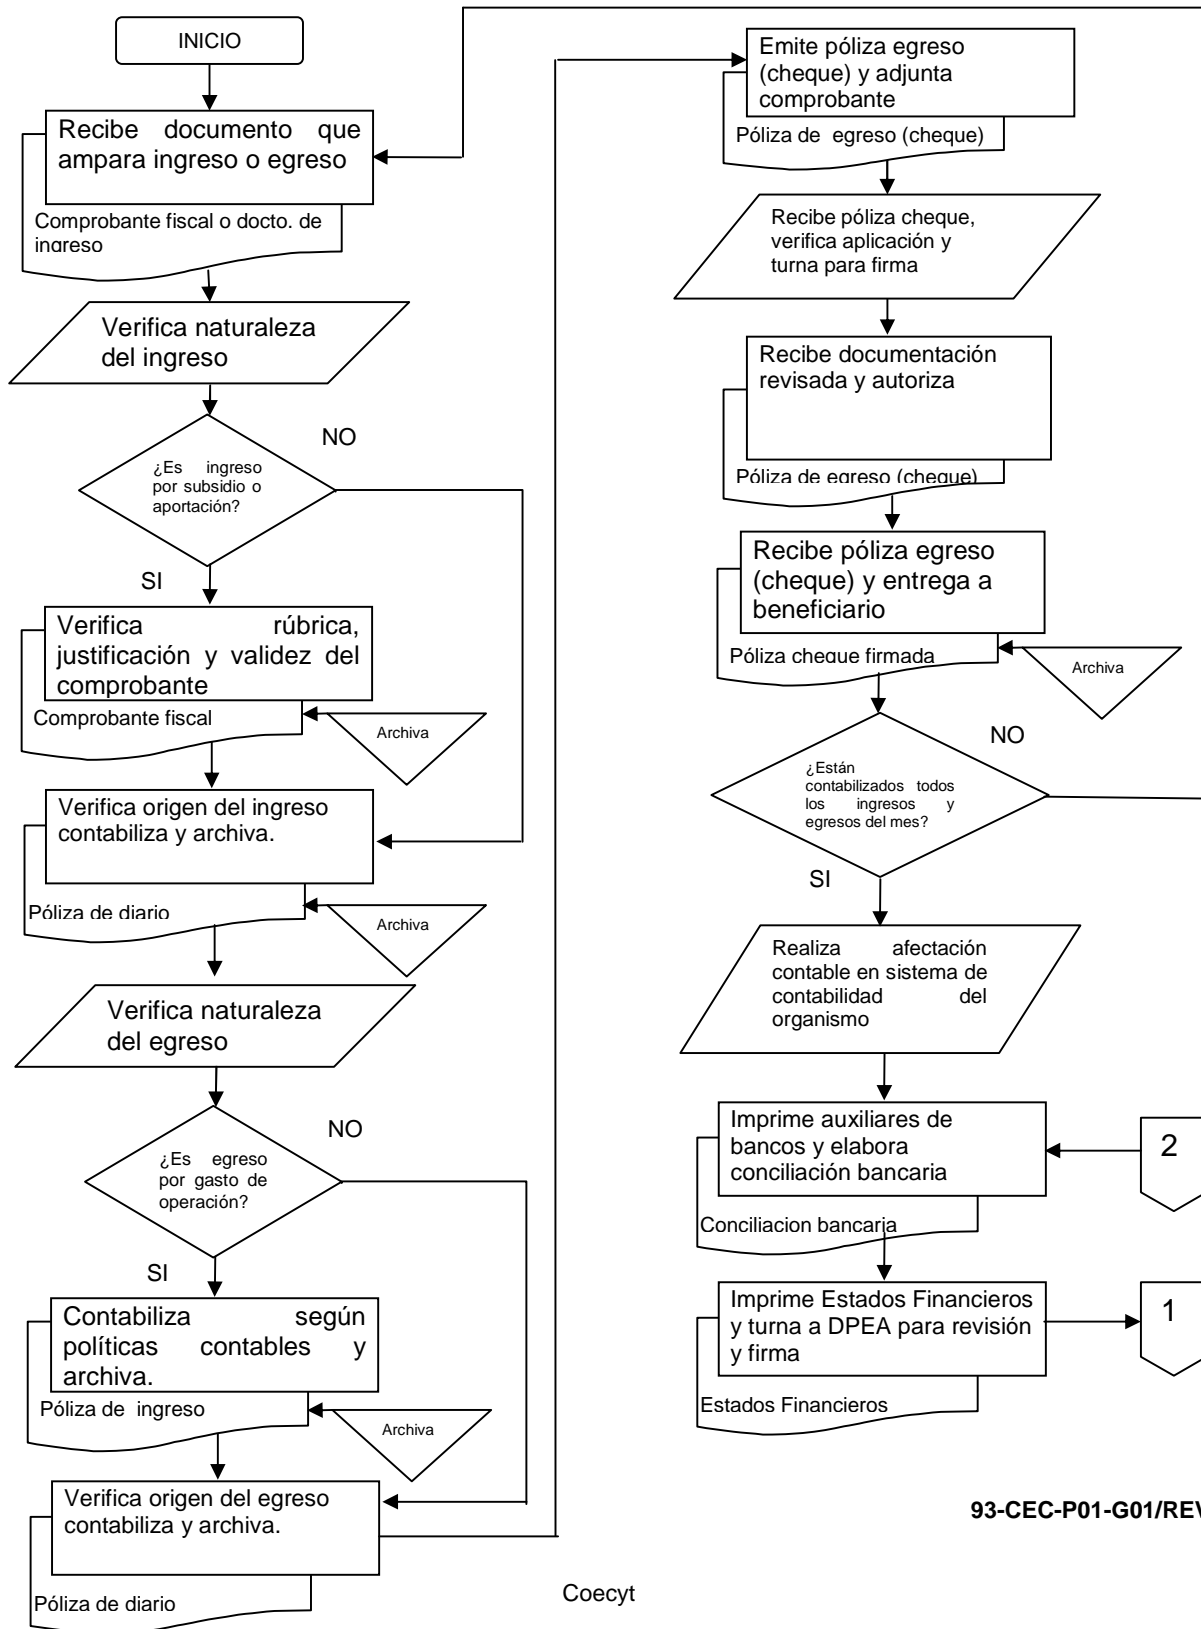 INICIO
Recibe documento que
ampara ingreso o egreso
Comprobante fiscal o docto. de
ingreso
Verifica naturaleza
del ingreso
NO
¿Es ingreso
por subsidio o
aportación?
SI
Verifica rúbrica,
justificación y validez del
comprobante
Comprobante fiscal
Archiva
Verifica origen del ingreso
contabiliza y archiva.
Póliza de diario
Archiva
Verifica naturaleza
del egreso
NO
¿Es egreso
por gasto de
operación?
SI
Contabiliza según
políticas contables y
archiva.
Póliza de ingreso
Archiva
Verifica origen del egreso
contabiliza y archiva.
Póliza de diario
Emite póliza egreso
(cheque) y adjunta
comprobante
Póliza de egreso (cheque)
Recibe póliza cheque,
verifica aplicación y
turna para firma
Recibe documentación
revisada y autoriza
Póliza de egreso (cheque)
Recibe póliza egreso
(cheque) y entrega a
beneficiario
Póliza cheque firmada
Archiva
NO
¿Están
contabilizados todos
los ingresos y
egresos del mes?
SI
Realiza afectación
contable en sistema de
contabilidad del
organismo
Imprime auxiliares de
bancos y elabora
conciliación bancaria
2
Conciliacion bancaria
Imprime Estados Financieros
y turna a DPEA para revisión
y firma
1
Estados Financieros
93-CEC-P01-G01/REV
Coecyt